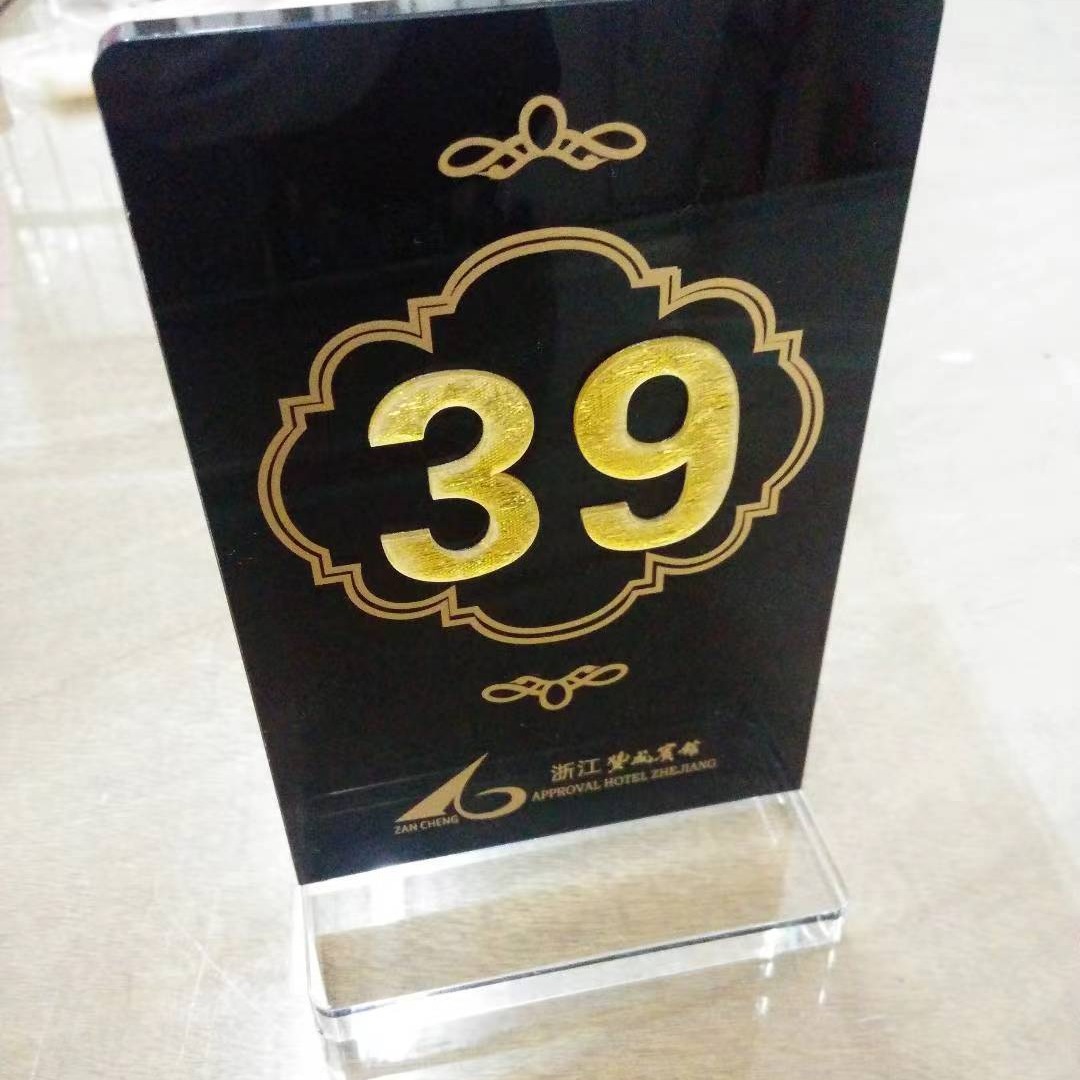 39
浙江赞成宾馆
APPROVAL HOTEL ZHEJIANG
ZAN CHENG